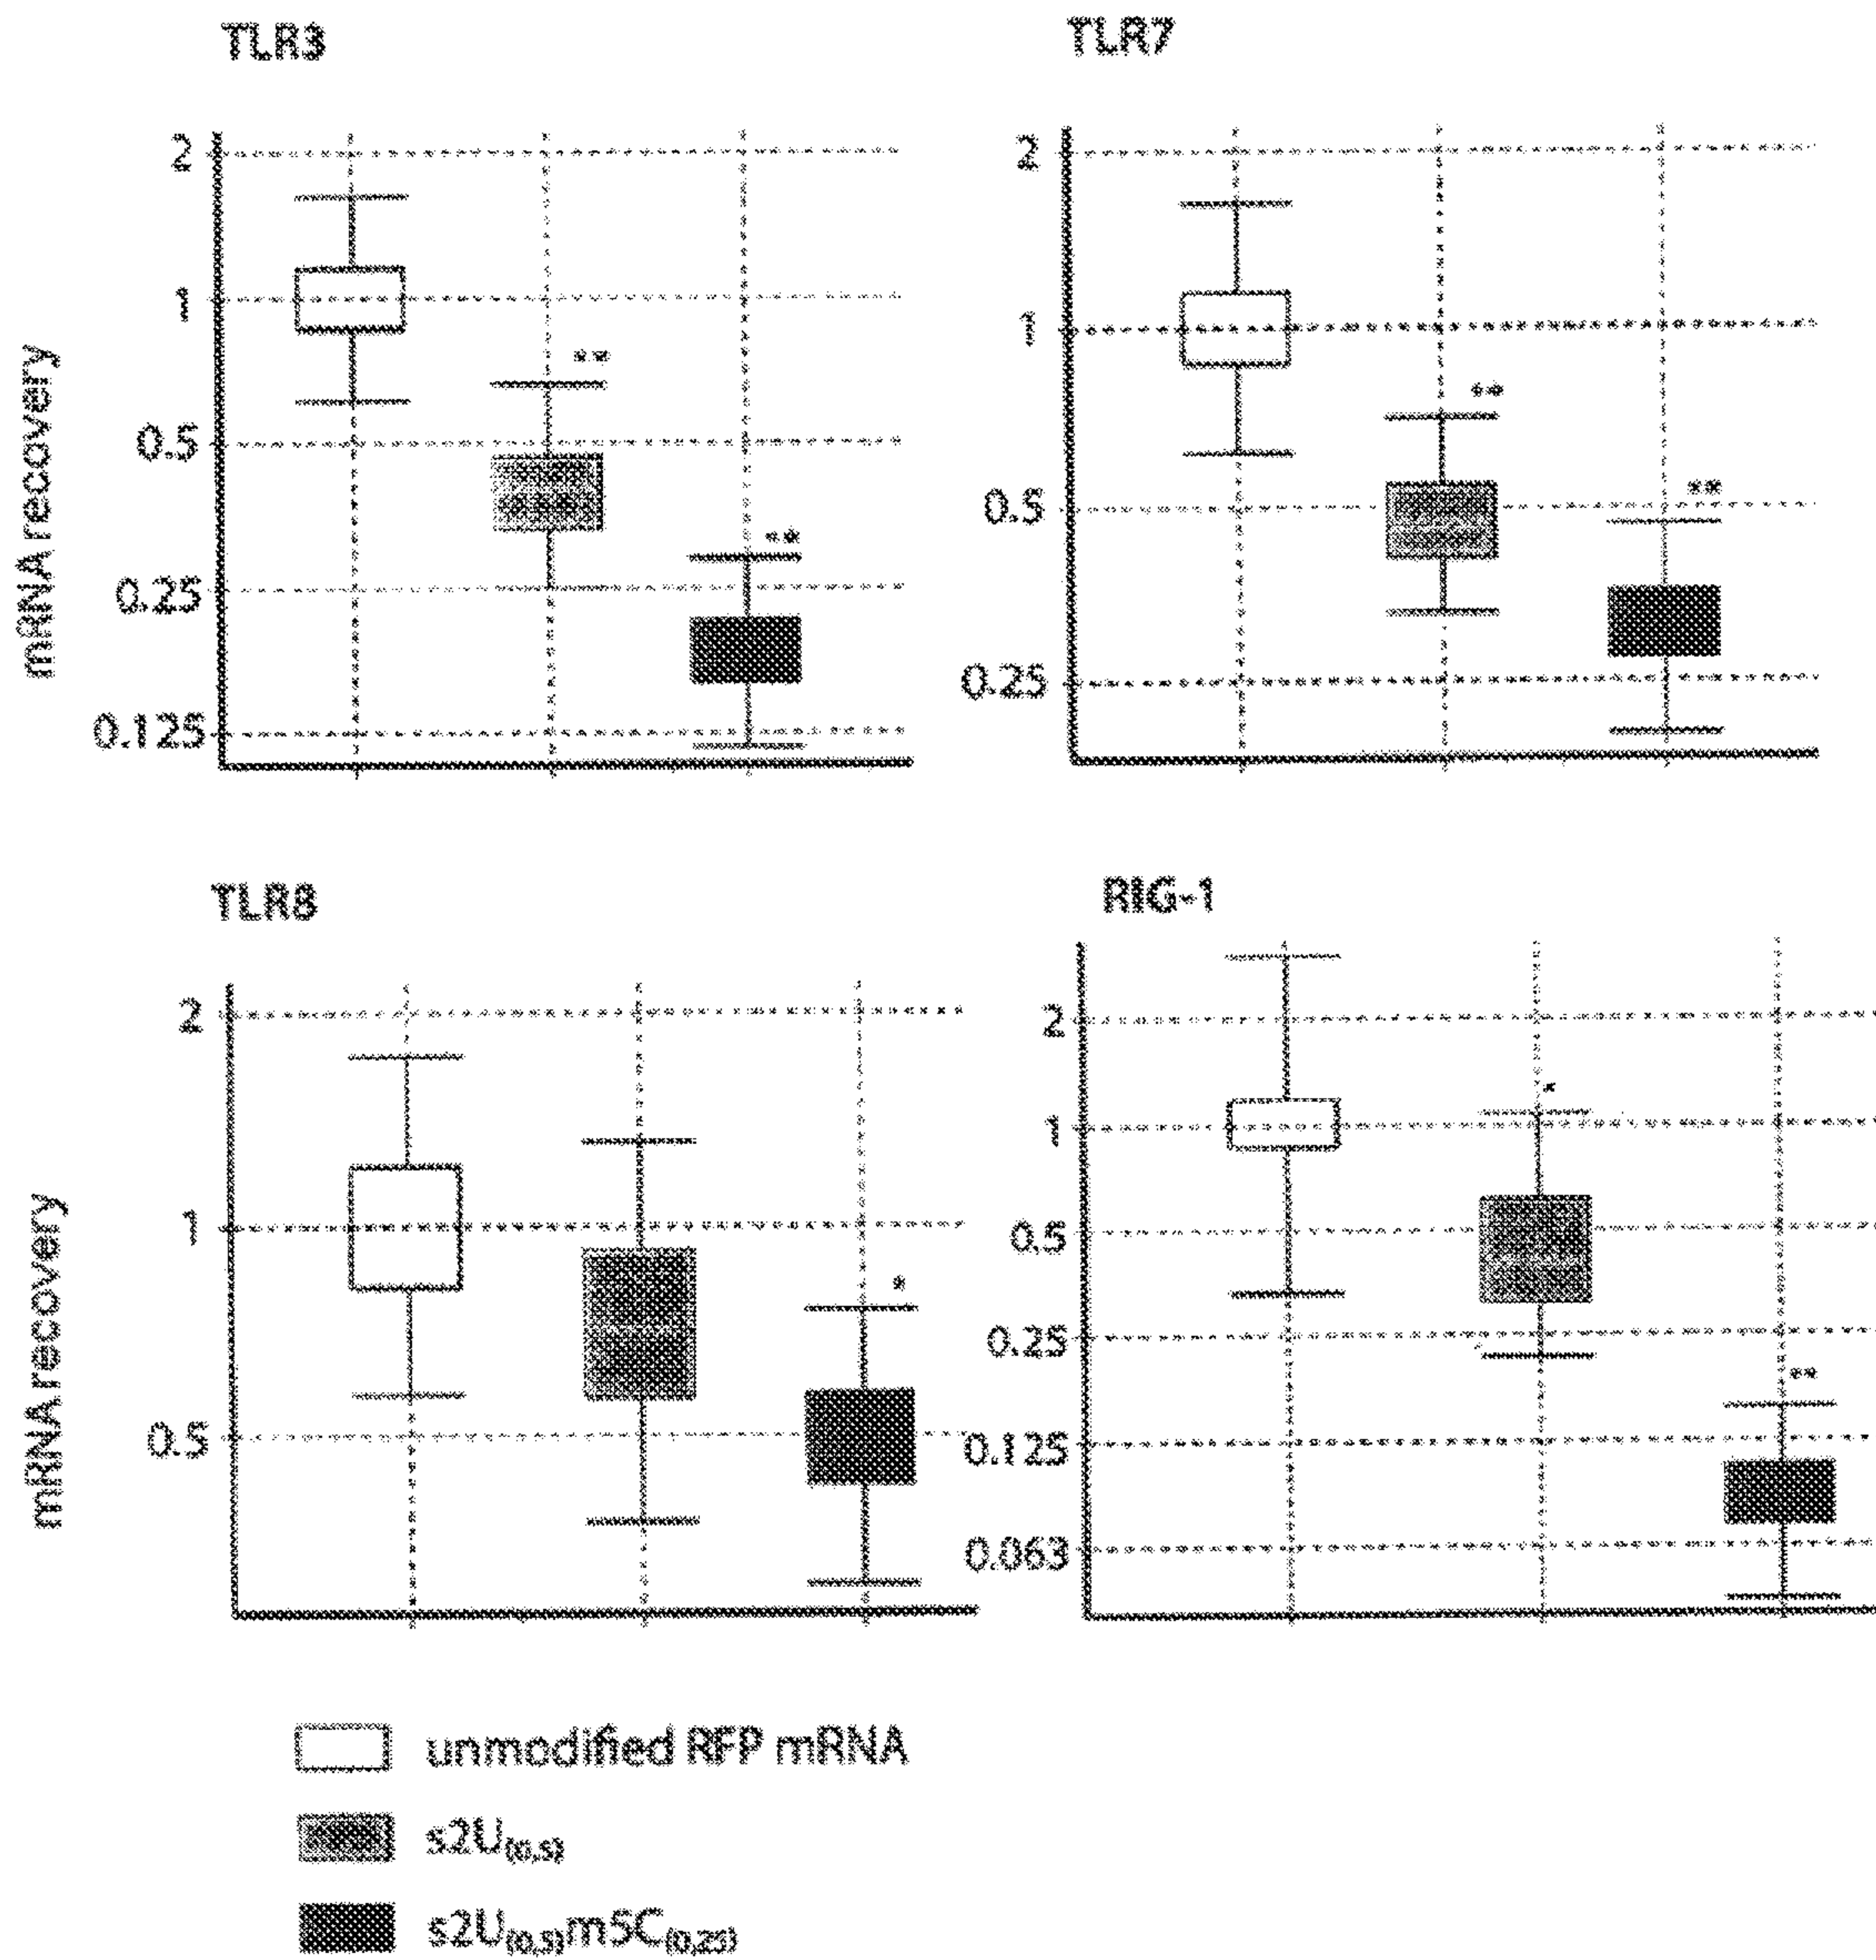 TLR3
TLR7
2
1
0.5
0.25
0.125
mRNA recovery
**
**
2
1
0.5
0.25
**
**
TLR8
RIG-1
2
1
0.5
mRNA recovery
*
2
1
0.5
0.25
0.125
0.063
*
**
unmodified RFP mRNA
s2U(0,5)
s2U(0,5)m5C(0,25)